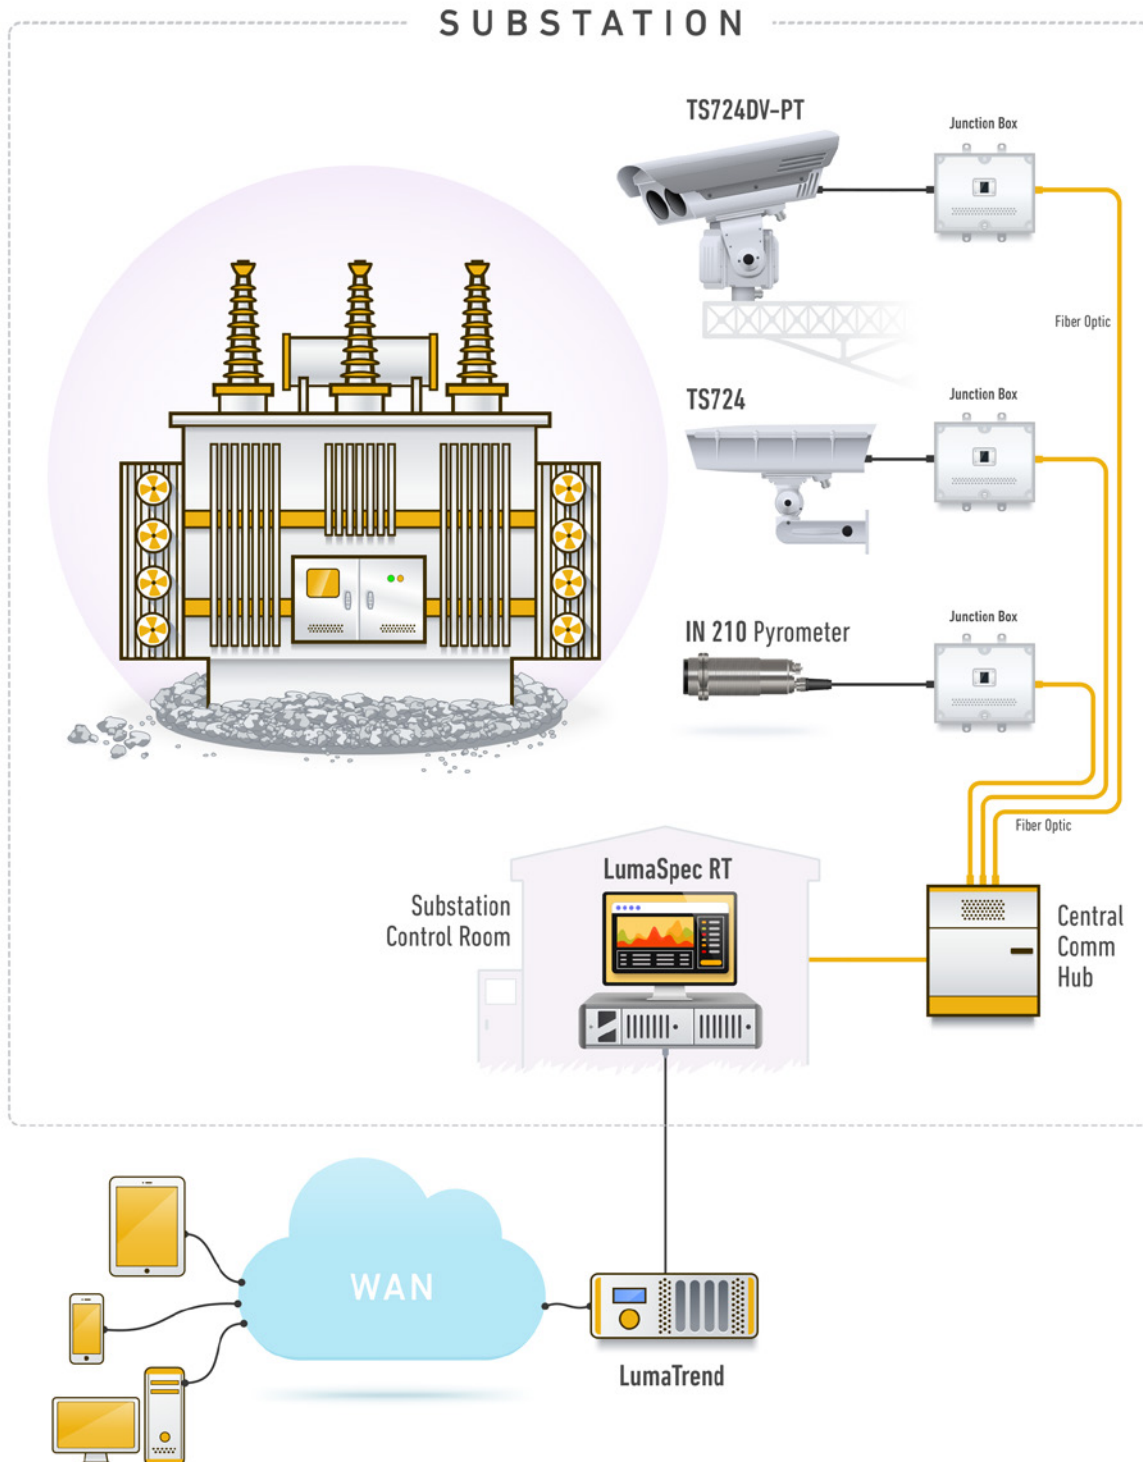 SUBSTATION
TS724DV-PT
Junction Box
Fiber Optic
TS724
Junction Box
IN 210 Pyrometer
Junction Box
Fiber Optic
LumaSpec RT
Substation
Control Room
Central
Comm
Hub
WAN
LumaTrend